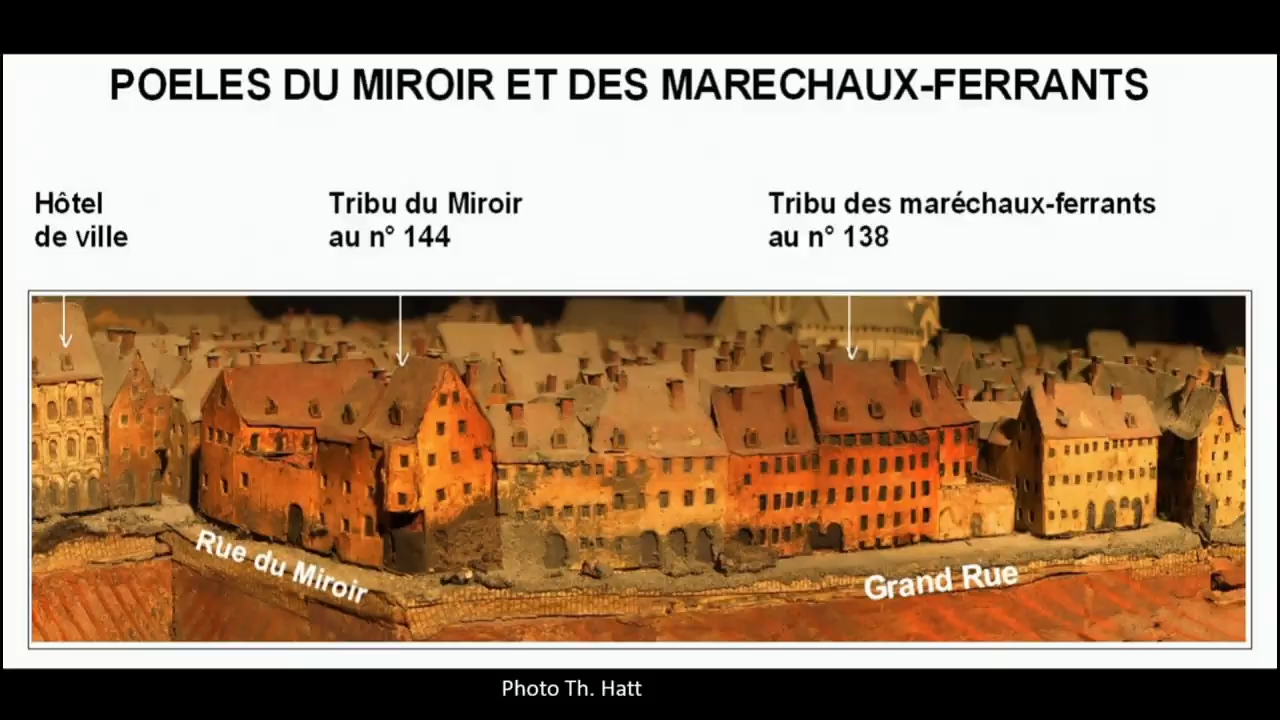 POELES DU MIROIR ET DES MARECHAUX-FERRANTS
Hôtel
de ville
Tribu du Miroir
au n° 144
Tribu des maréchaux-ferrants
au n° 138
Rue du Miroir
Grand Rue
Photo Th. Hatt